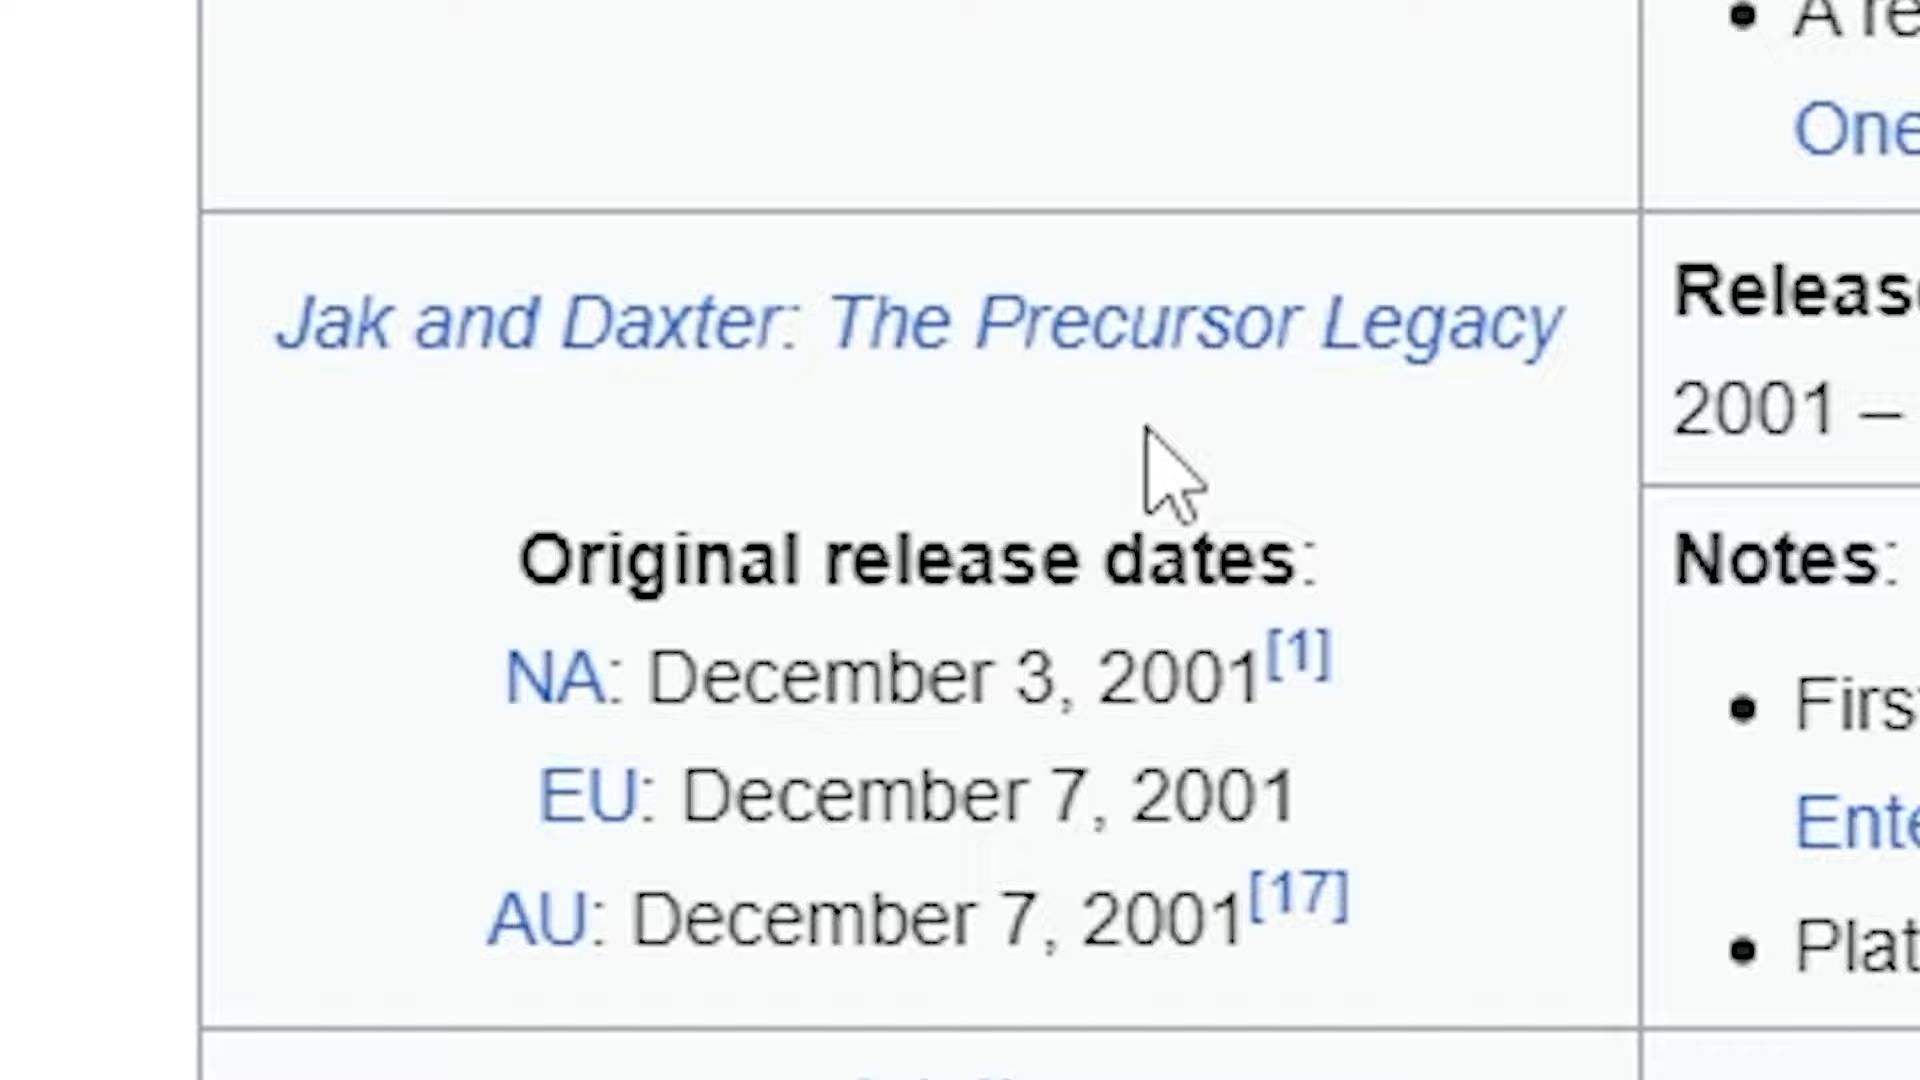 A
One
Jak and Daxter: The Precursor Legacy
2001 –
Original release dates:
Notes:
NA: December 3, 2001[1]
EU: December 7, 2001
AU: December 7, 2001[17]